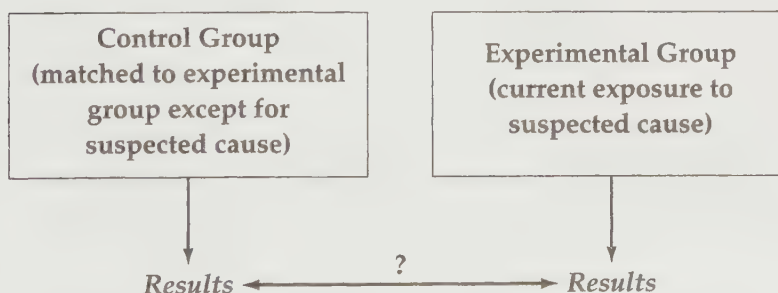 Control Group
(matched to experimental
group except for
suspected cause)
Experimental Group
(current exposure to
suspected cause)
?
Results
Results